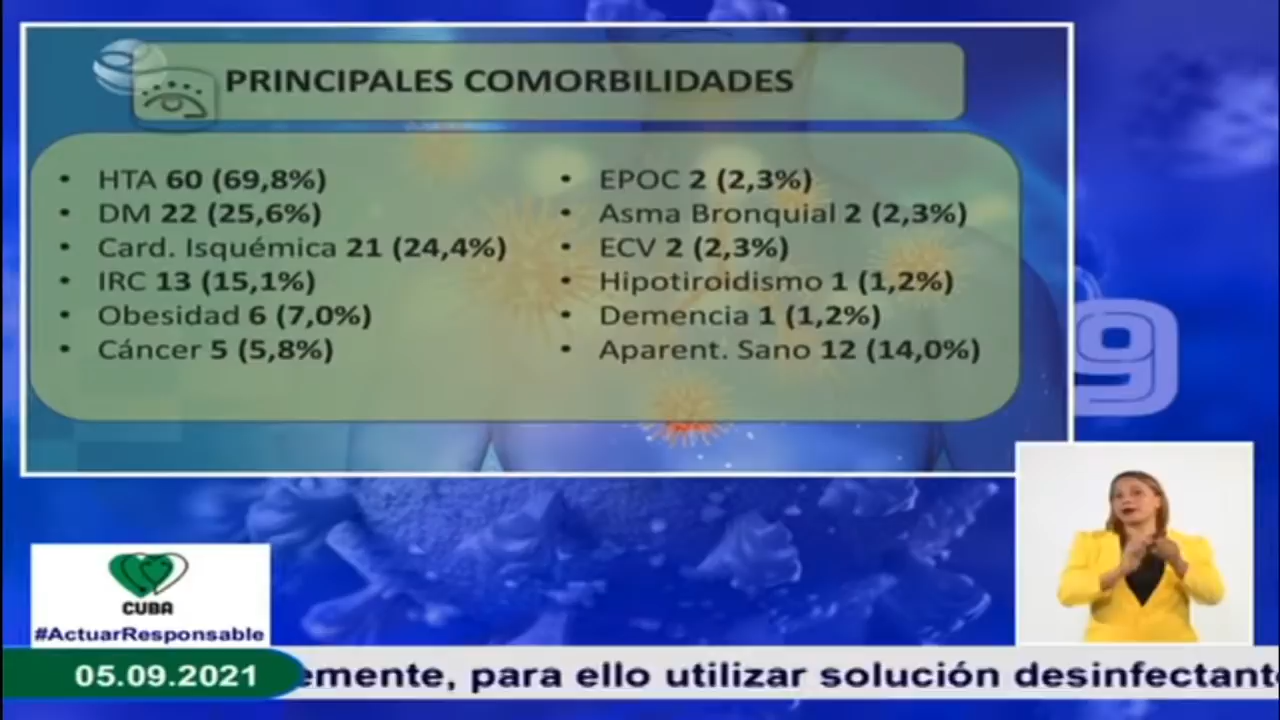 PRINCIPALES COMORBILIDADES
• HTA 60 (69,8%)
• DM 22 (25,6%)
• Card. Isquémica 21 (24,4%)
• IRC 13 (15,1%)
• Obesidad 6 (7,0%)
• Cáncer 5 (5,8%)
• EPOC 2 (2,3%)
• Asma Bronquial 2 (2,3%)
• ECV 2 (2,3%)
• Hipotiroidismo 1 (1,2%)
• Demencia 1 (1,2%)
• Aparent. Sano 12 (14,0%)
9
CUBA
#ActuarResponsable
05.09.2021
emente, para ello utilizar solución desinfectant